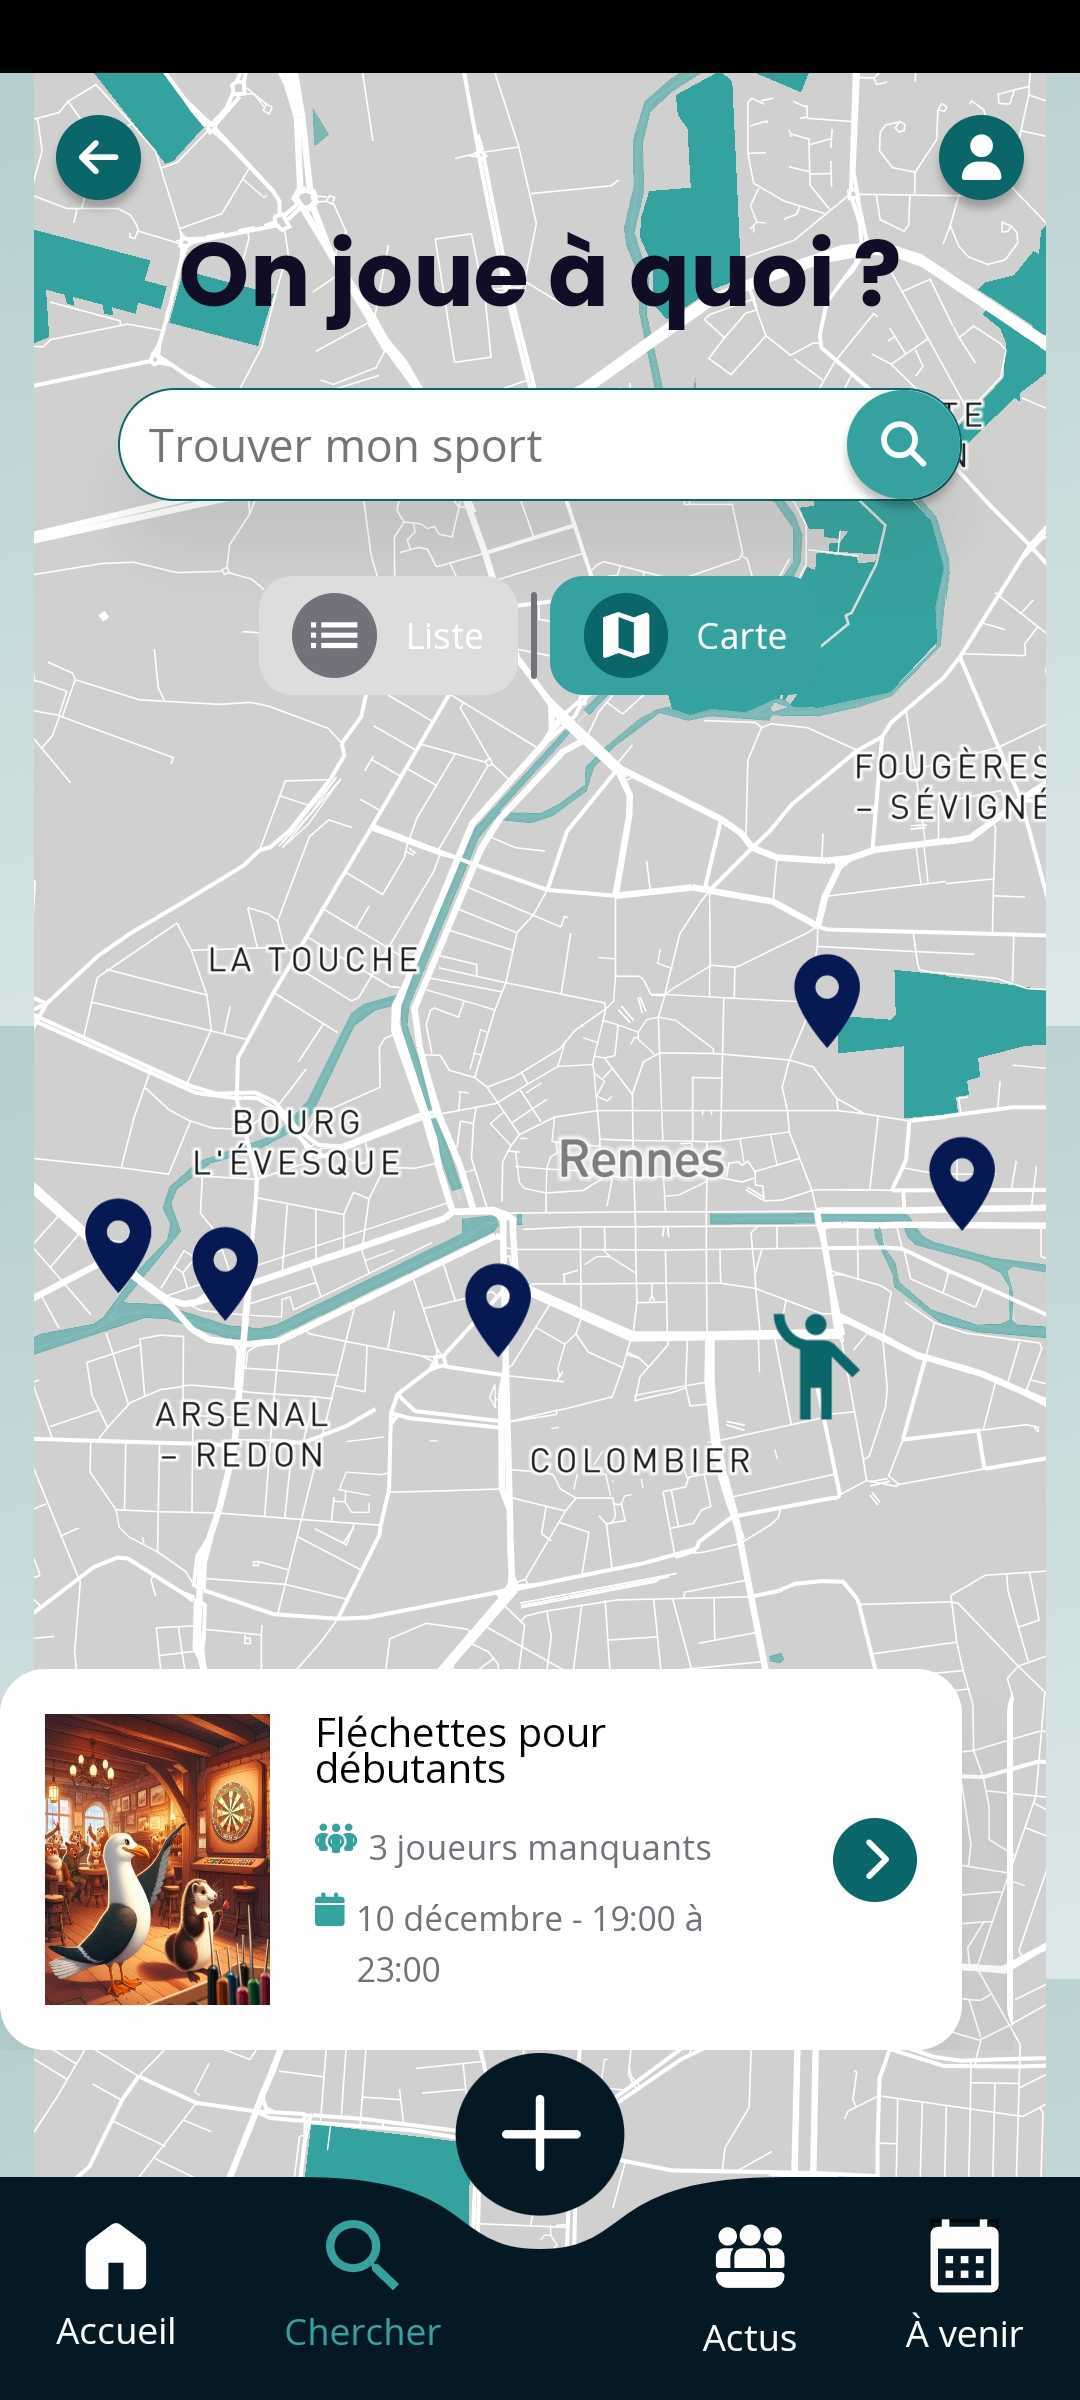 On joue à quoi ?
Trouver mon sport
Liste
Carte
FOUGÈRES
– SÉVIGNÉ
LA TOUCHE
BOURG
L'ÉVESQUE
Rennes
ARSENAL
– REDON
COLOMBIER
Fléchettes pour
débutants
3 joueurs manquants
10 décembre - 19:00 à
23:00
Accueil
Chercher
Actus
À venir